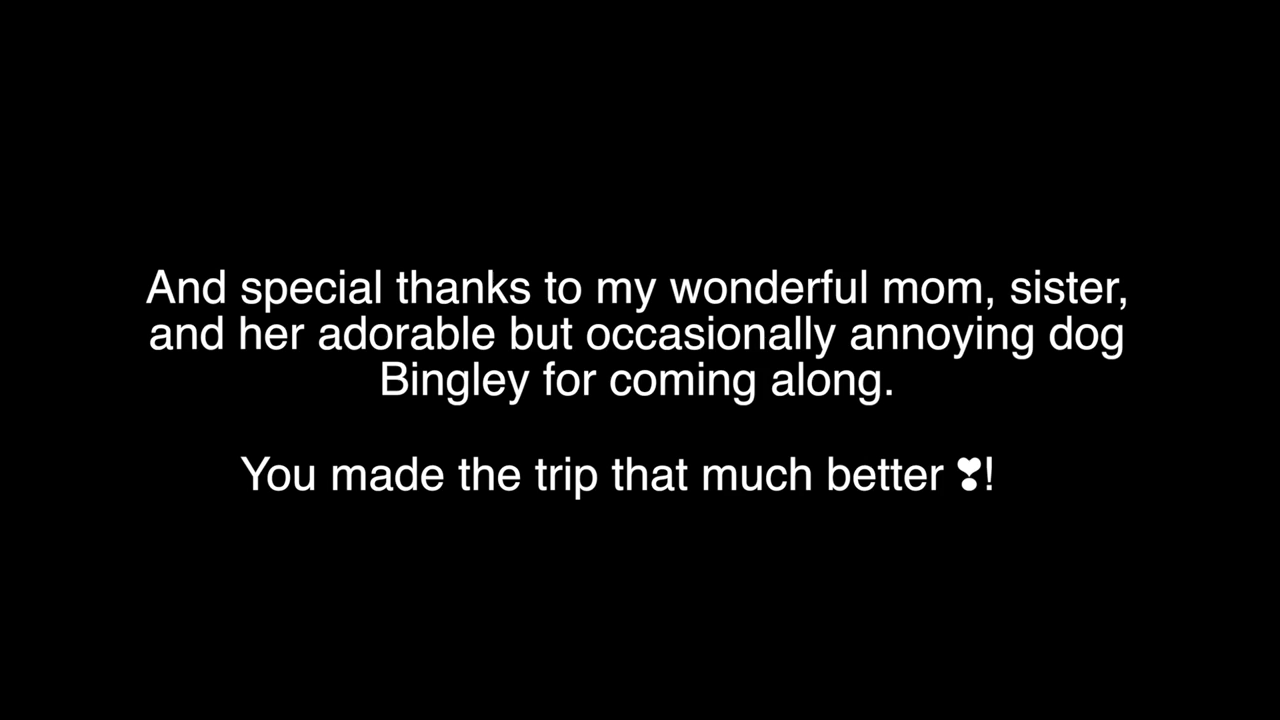 And special thanks to my wonderful mom, sister,
and her adorable but occasionally annoying dog
Bingley for coming along.
You made the trip that much better ❣!